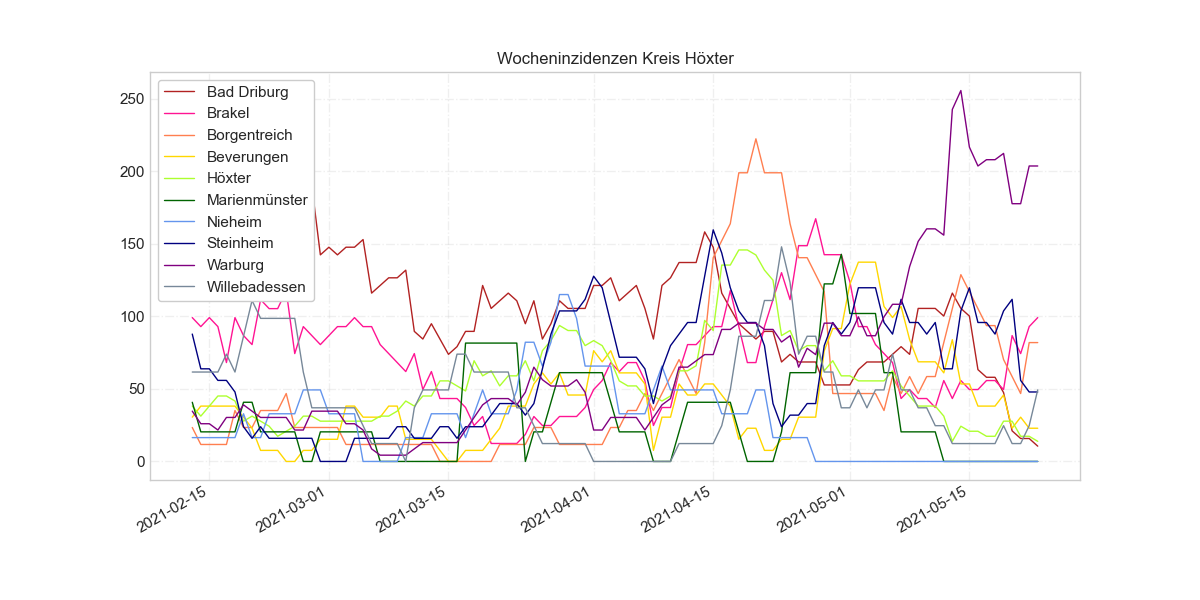 Wocheninzidenzen Kreis Höxter
250
200
150
100
50
0
Bad Driburg
Brakel
Borgentreich
Beverungen
Höxter
Marienmünster
Nieheim
Steinheim
Warburg
Willebadessen
2021-02-15
2021-03-01
2021-03-15
2021-04-01
2021-04-15
2021-05-01
2021-05-15